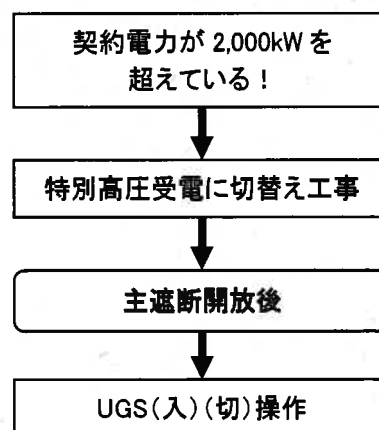 契約電力が 2,000kW を
超えている！
特別高圧受電に切替え工事
主遮断開放後
UGS(入)(切)操作